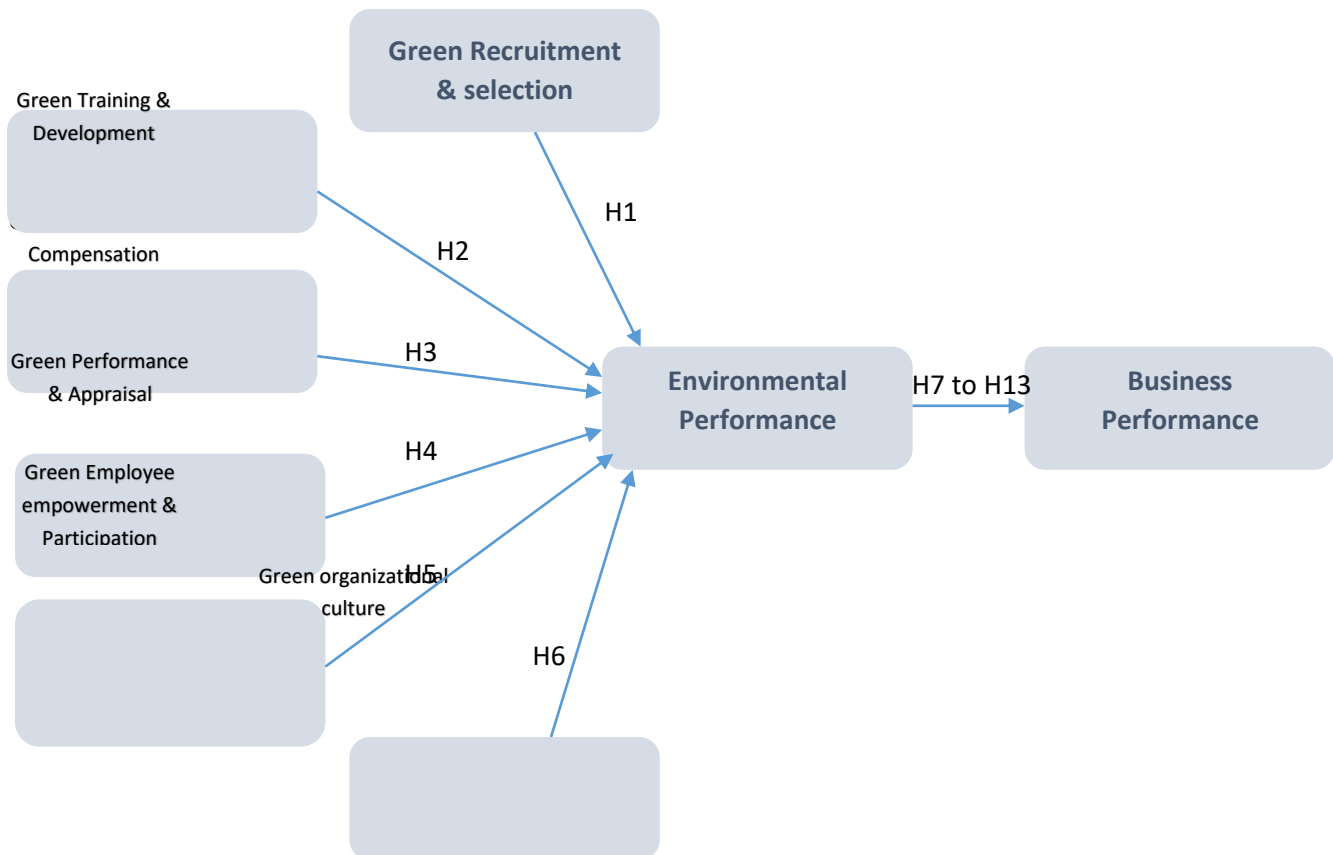 Green Recruitment
& selection
Green Training &
Development
H1
Compensation
H2
H3
Green Performance
& Appraisal
Environmental
Performance
H7 to H13
Business
Performance
H4
Green Employee
empowerment &
Participation
Green organizational
culture
H5
H6